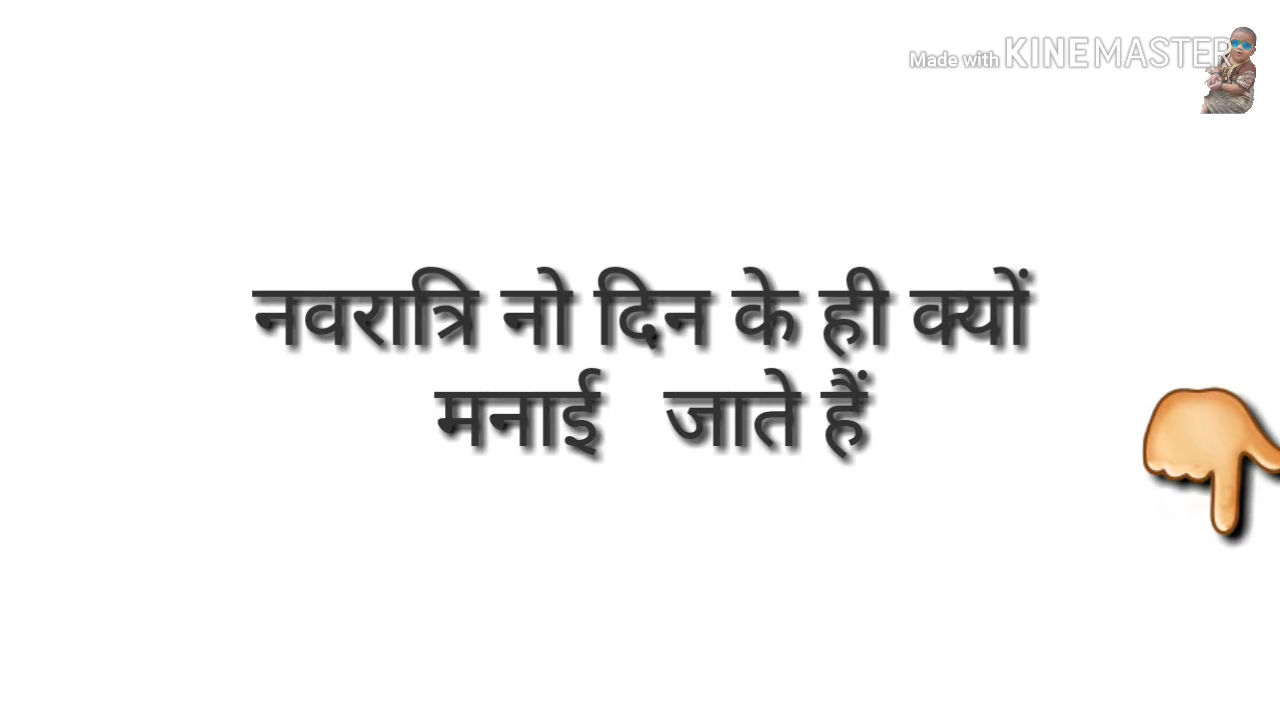 Made with KINEMASTER
नवरात्रि नो दिन के ही क्यों
मनाई जाते हैं